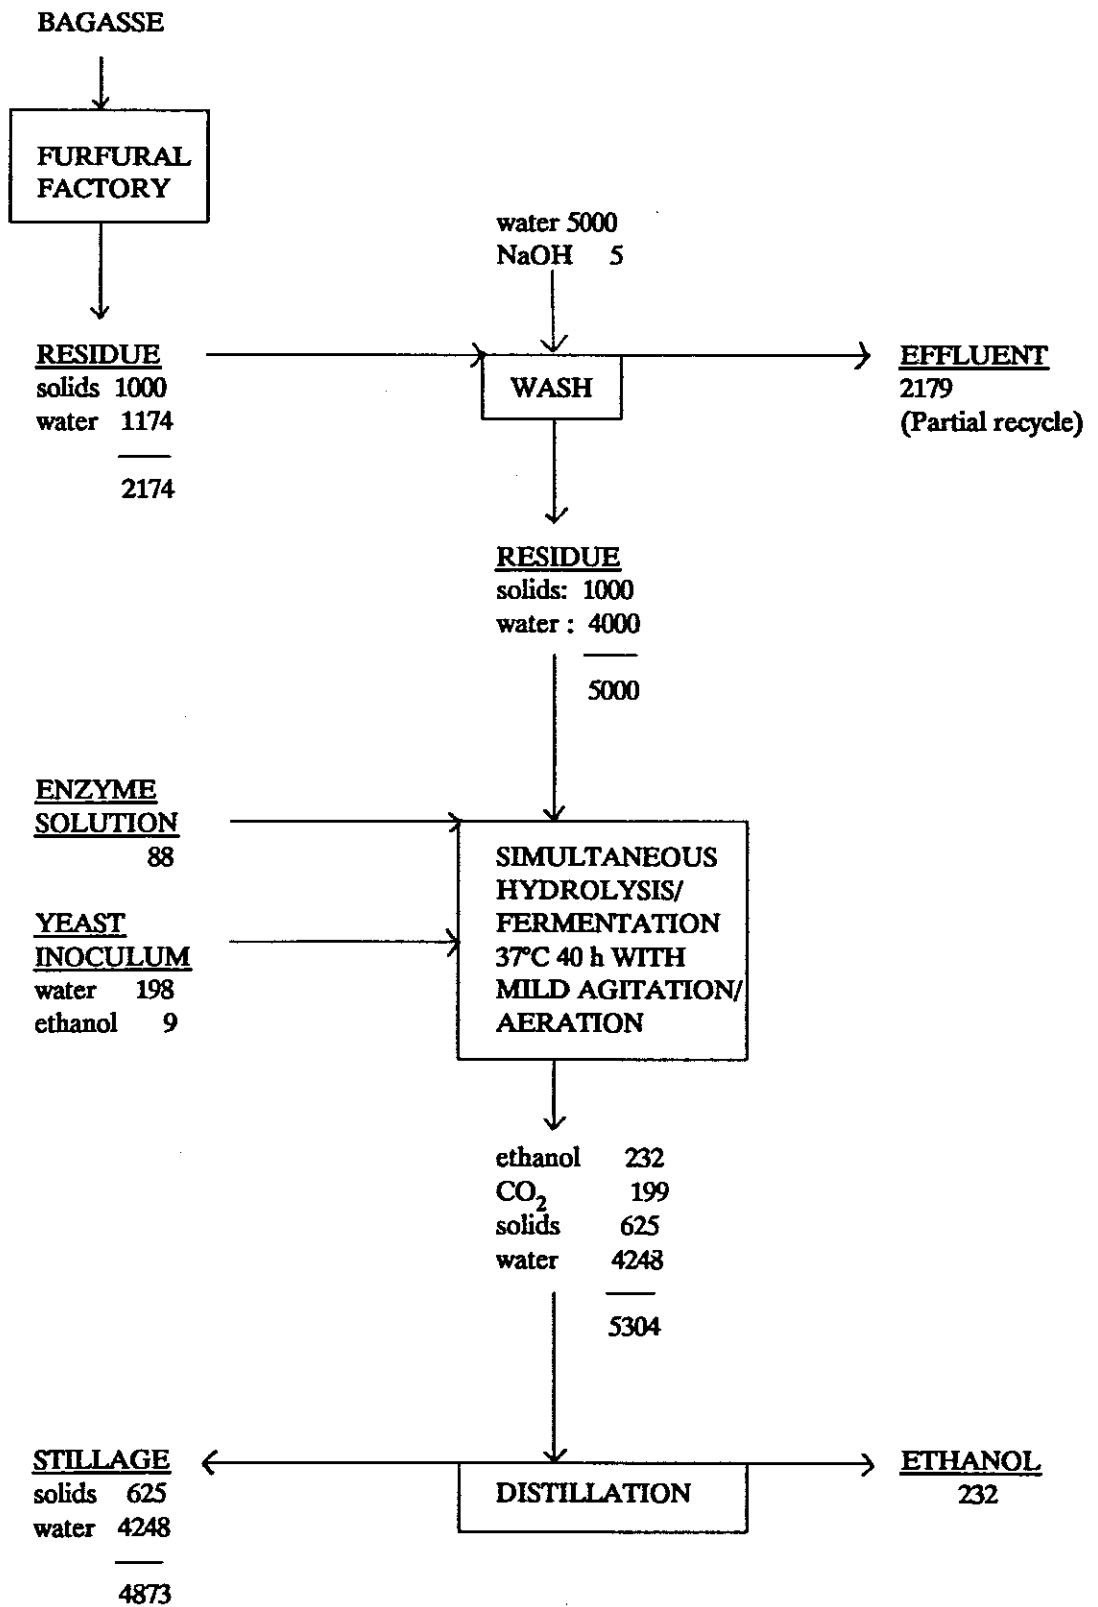 BAGASSE
FURFURAL
FACTORY
water 5000
NaOH 5
RESIDUE
solids 1000
water 1174
2174
WASH
EFFLUENT
2179
(Partial recycle)
RESIDUE
solids: 1000
water : 4000
5000
ENZYME
SOLUTION
88
YEAST
INOCULUM
water 198
ethanol 9
SIMULTANEOUS
HYDROLYSIS/
FERMENTATION
37°C 40 h WITH
MILD AGITATION/
AERATION
ethanol 232
CO₂ 199
solids 625
water 4248
5304
STILLAGE
solids 625
water 4248
4873
DISTILLATION
ETHANOL
232